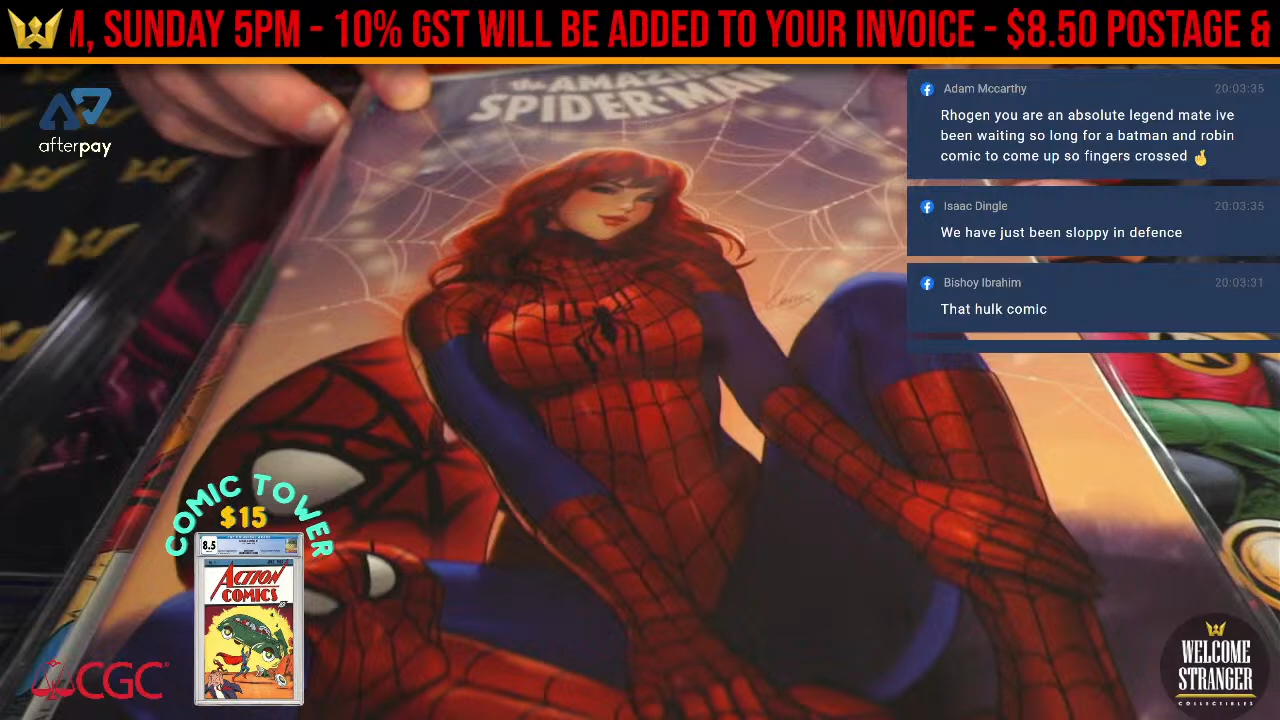 M, SUNDAY 5PM - 10% GST WILL BE ADDED TO YOUR INVOICE - $8.50 POSTAGE &
afterpay
the AMAZING
SPIDER-MAN
Adam Mccarthy 20:03:35
Rhogen you are an absolute legend mate ive
been waiting so long for a batman and robin
comic to come up so fingers crossed 🤞
Isaac Dingle 20:03:35
We have just been sloppy in defence
Bishoy Ibrahim 20:03:31
That hulk comic
COMIC TOWER
$15
8.5
ACTION
COMICS
CGC
WELCOME
STRANGER
COLLECTIBLES